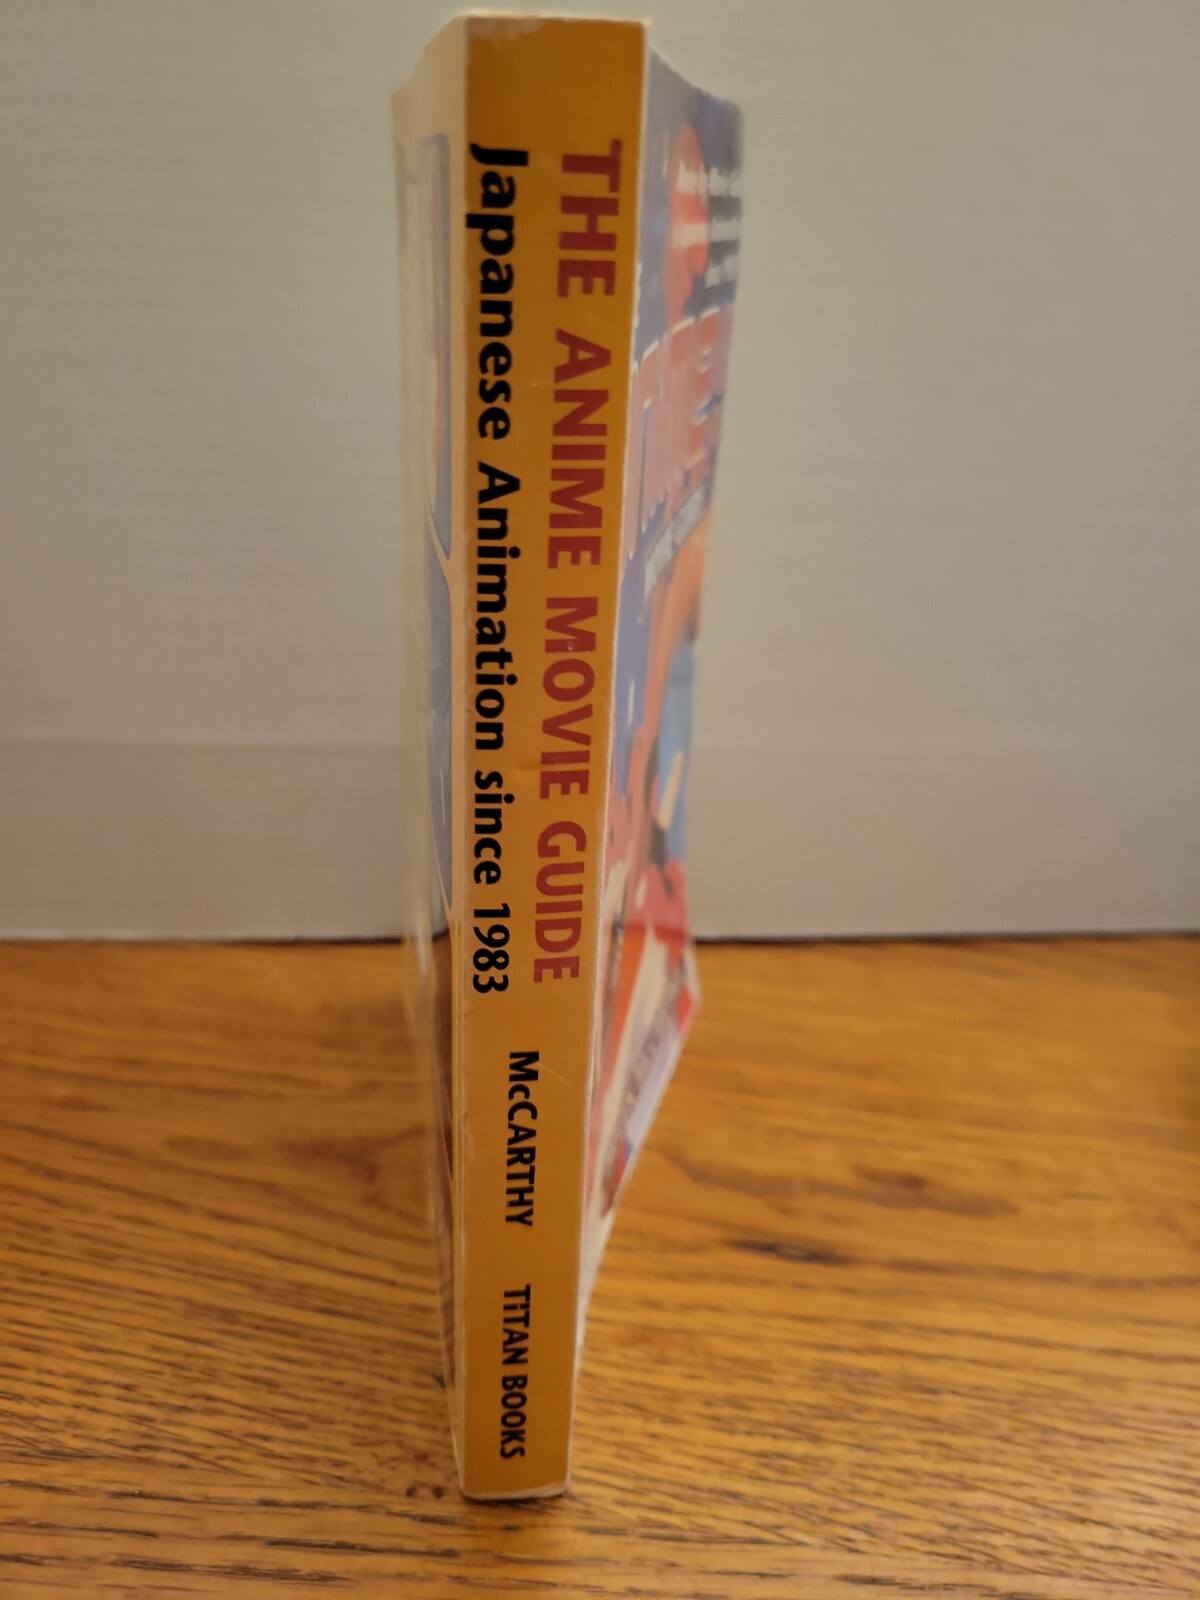 THE ANIME MOVIE GUIDE
Japanese Animation since 1983
McCARTHY
TITAN BOOKS